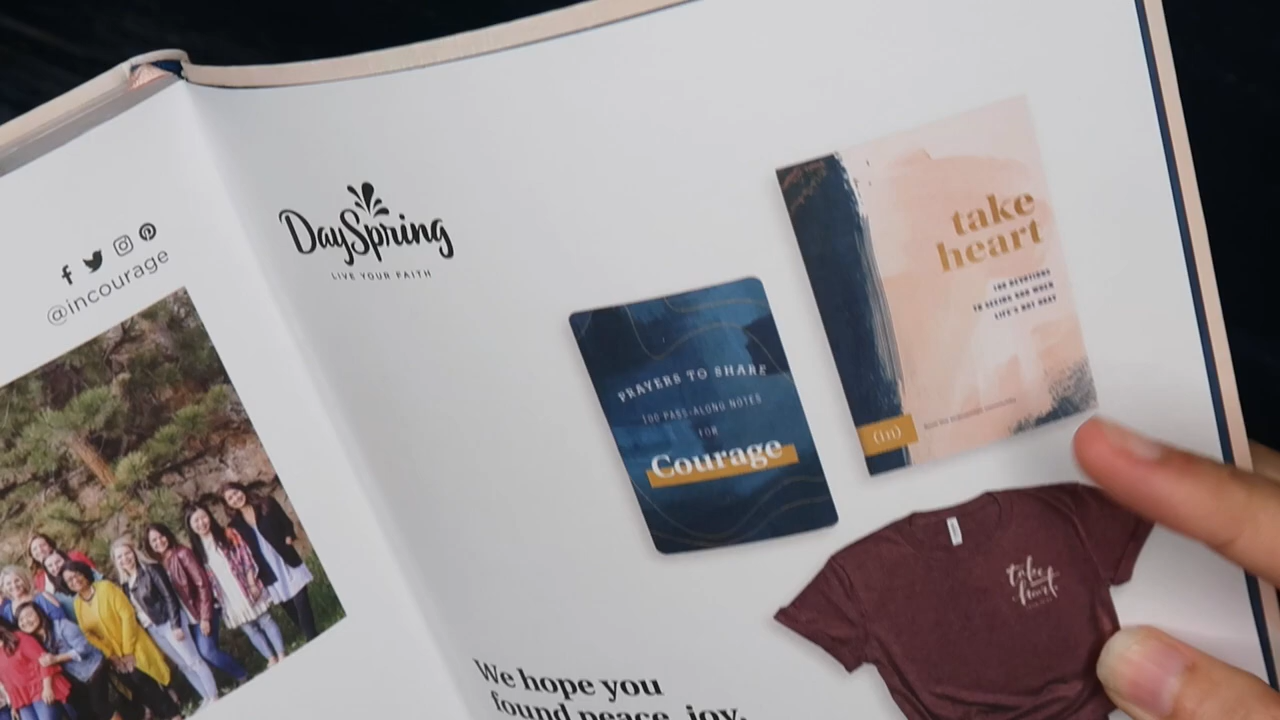 @incourage
DaySpring
LIVE YOUR FAITH
PRAYERS TO SHARE
100 PASS-ALONG NOTES
FOR
Courage
take
heart
100 DEVOTIONS
TO SEEING GOD WHEN
LIFE'S NOT OKAY
(in)
take
heart
We hope you
found peace, joy,